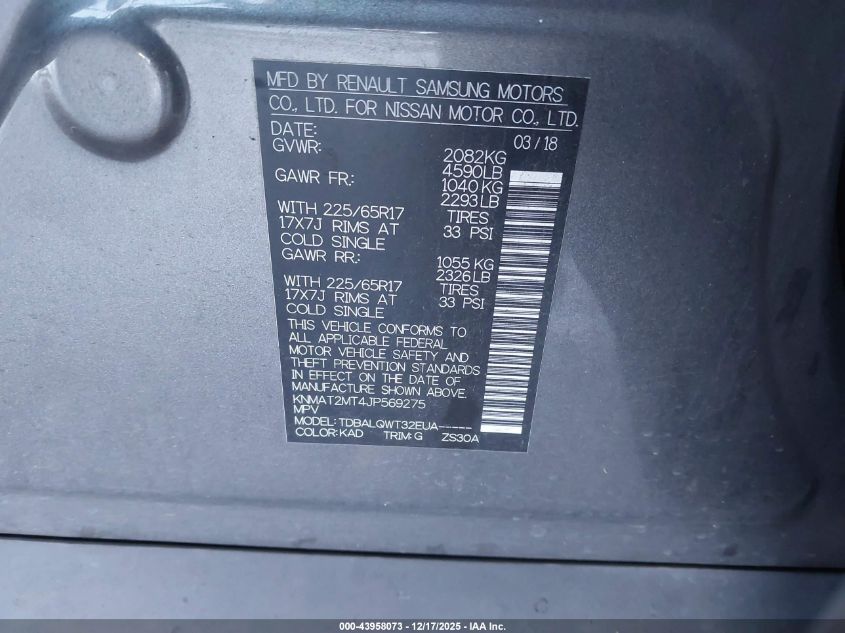 MFD BY RENAULT SAMSUNG MOTORS
CO., LTD. FOR NISSAN MOTOR CO., LTD.
DATE: 03/18
GVWR: 2082KG
4590LB
GAWR FR.: 1040KG
2293LB
WITH 225/65R17 TIRES
17X7J RIMS AT 33 PSI
COLD SINGLE
GAWR RR.: 1055 KG
2326LB
WITH 225/65R17 TIRES
17X7J RIMS AT 33 PSI
COLD SINGLE
THIS VEHICLE CONFORMS TO
ALL APPLICABLE FEDERAL
MOTOR VEHICLE SAFETY AND
THEFT PREVENTION STANDARDS
IN EFFECT ON THE DATE OF
MANUFACTURE SHOWN ABOVE.
KNMAT2MT4JP569275
MPV
MODEL: TDBALQWT32EUA-----
COLOR: KAD TRIM:G ZS30A
000-43958073 - 12/17/2025 - IAA Inc.